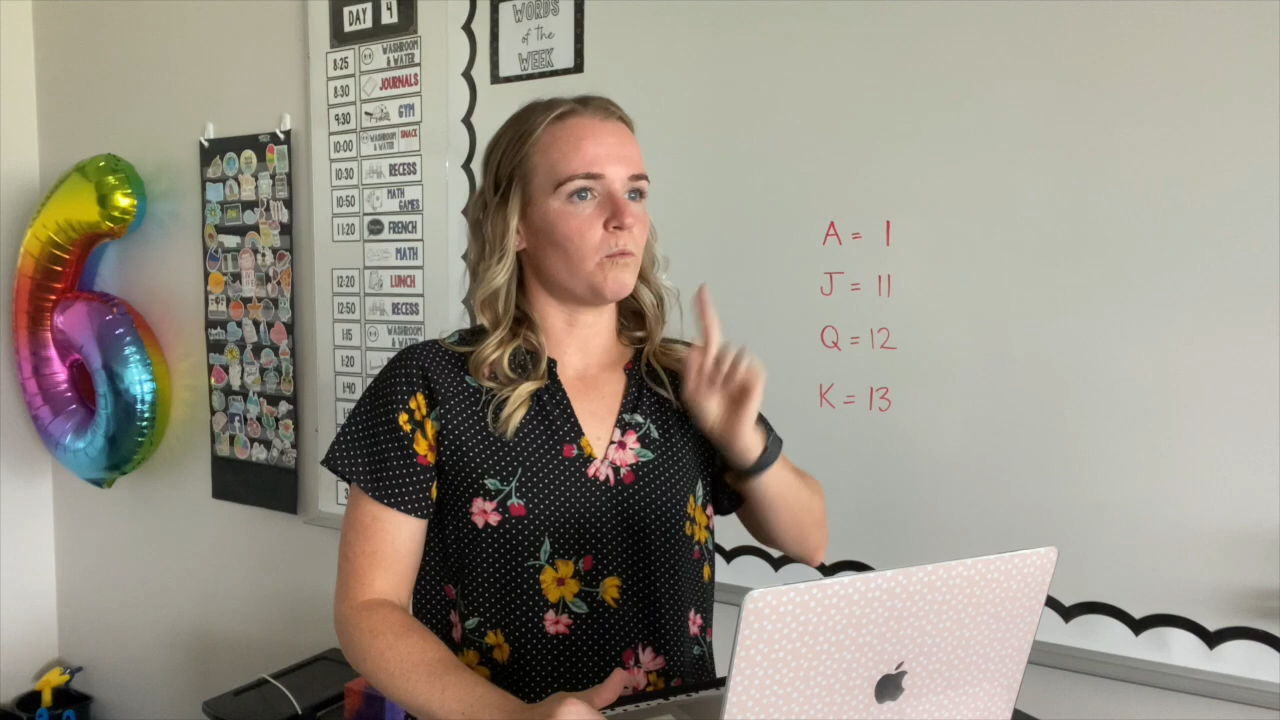 DAY 4
8:25 WASHROOM & WATER
8:30 JOURNALS
9:30 GYM
10:00 WASHROOM & WATER SNACK
10:30 RECESS
10:50 MATH GAMES
11:20 FRENCH
MATH
12:20 LUNCH
12:50 RECESS
1:15 WASHROOM & WATER
1:20
1:40
WORDS
of the
WEEK
A = 1
J = 11
Q = 12
K = 13